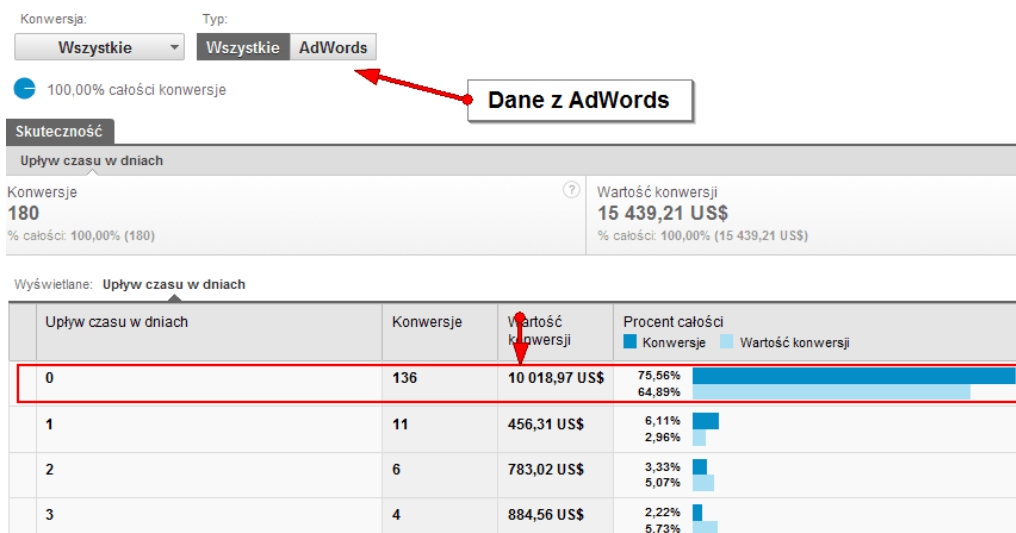 Konwersja: Typ:
Wszystkie Wszystkie AdWords
100,00% całości konwersje
Dane z AdWords
Skuteczność
Upływ czasu w dniach
Konwersje ? Wartość konwersji
180 15 439,21 US$
% całości: 100,00% (180) % całości: 100,00% (15 439,21 US$)
Wyświetlane: Upływ czasu w dniach
Upływ czasu w dniach Konwersje Wartość konwersji Procent całości
Konwersje Wartość konwersji
0 136 10 018,97 US$ 75,56%
64,89%
1 11 456,31 US$ 6,11%
2,96%
2 6 783,02 US$ 3,33%
5,07%
3 4 884,56 US$ 2,22%
5,73%